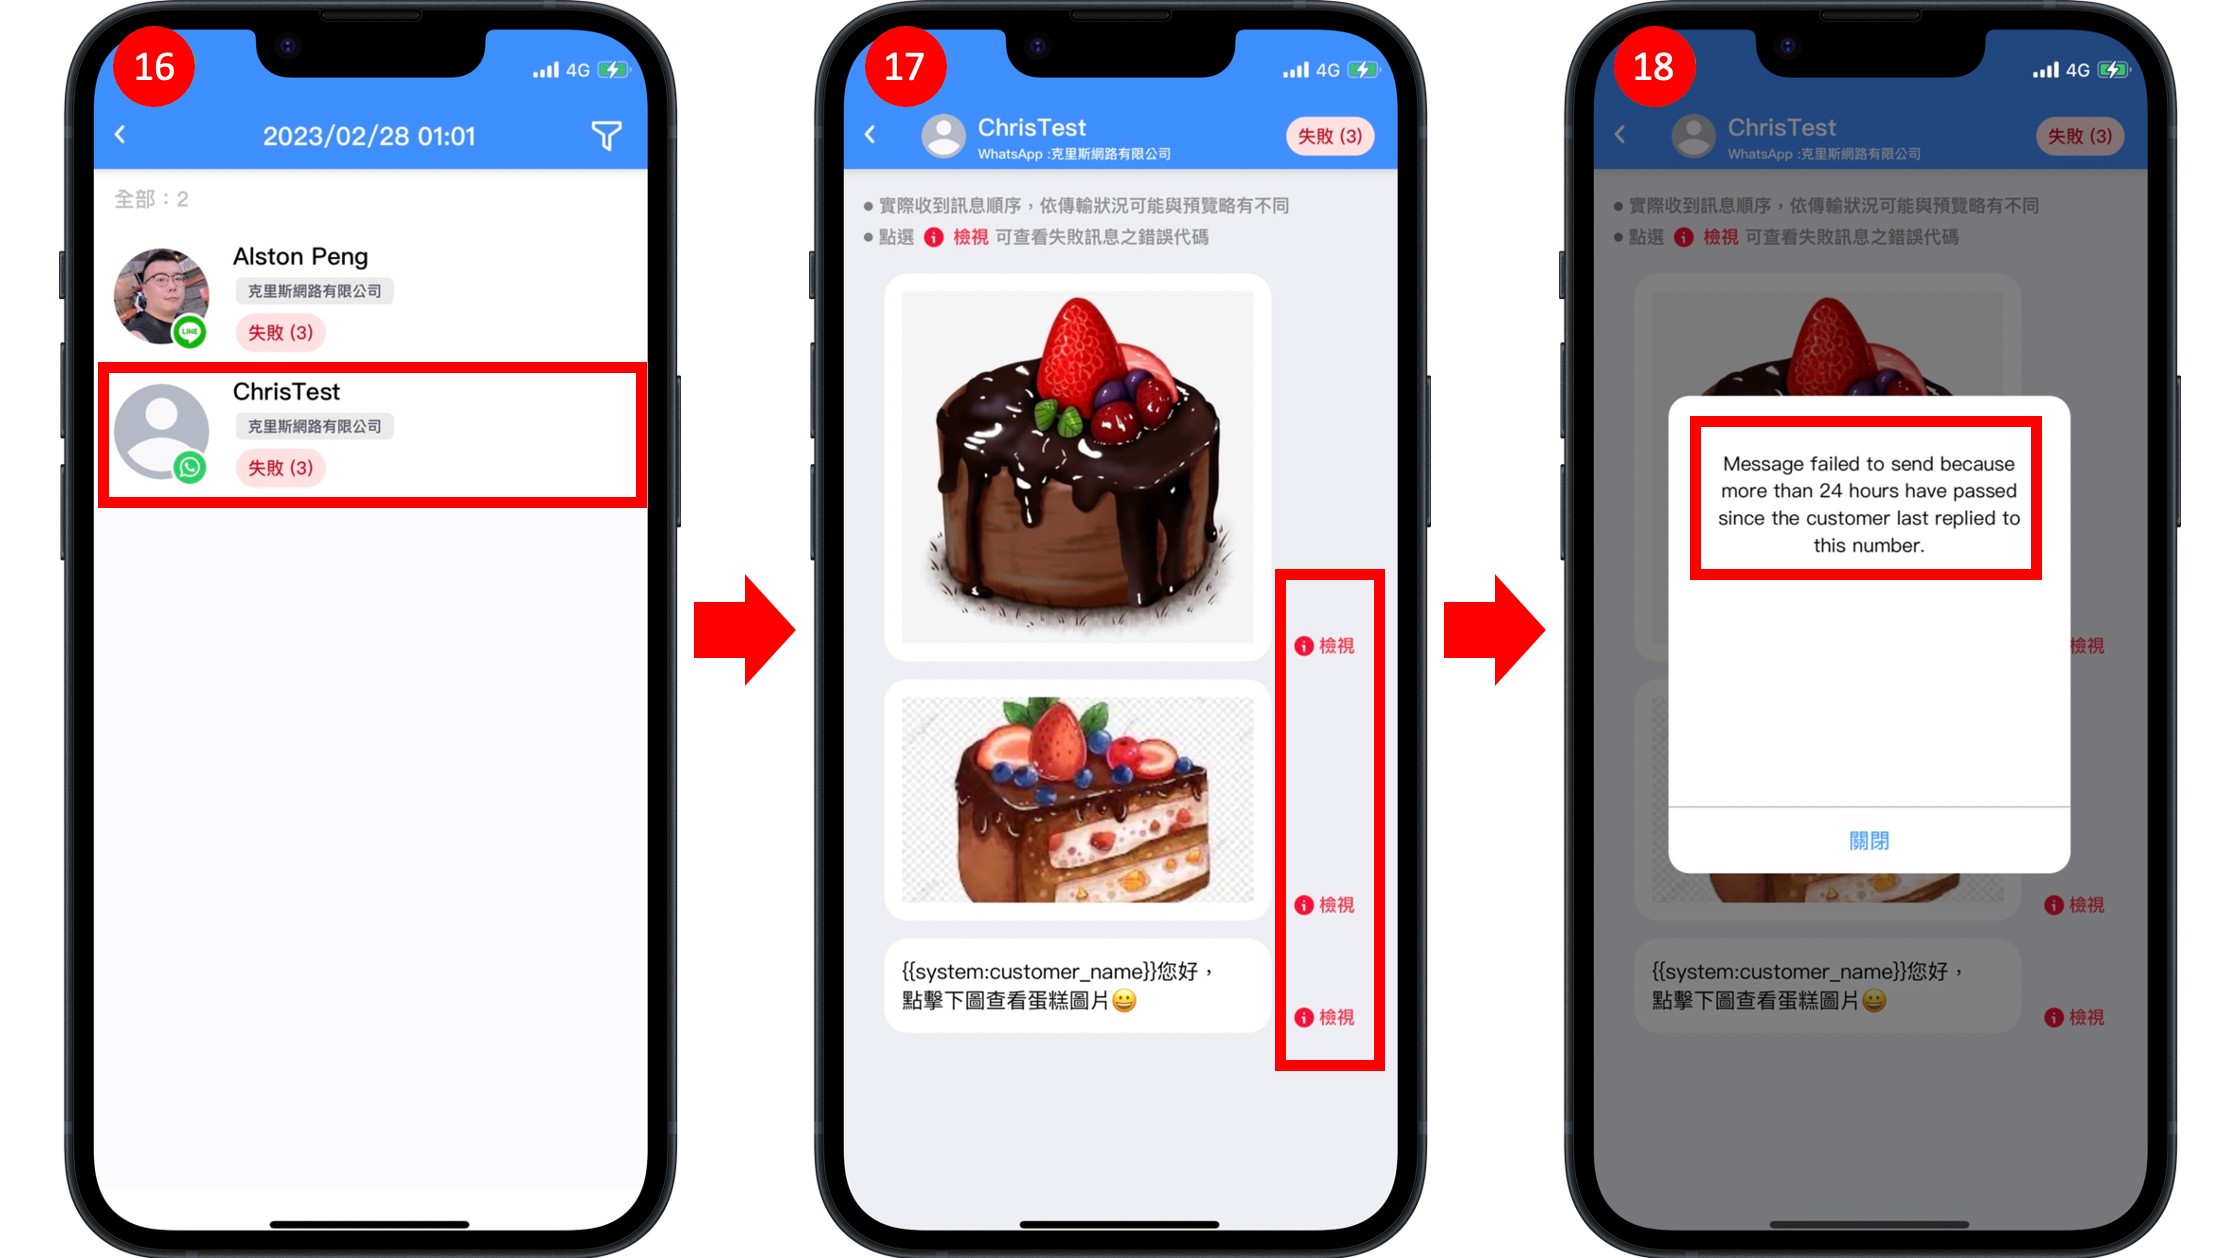 16
4G
2023/02/28 01:01
全部：2
Alston Peng
克里斯網路有限公司
LINE
失敗 (3)
ChrisTest
克里斯網路有限公司
失敗 (3)
17
4G
ChrisTest
WhatsApp :克里斯網路有限公司
失敗 (3)
● 實際收到訊息順序，依傳輸狀況可能與預覽略有不同
● 點選 檢視 可查看失敗訊息之錯誤代碼
檢視
檢視
{{system:customer_name}}您好，
點擊下圖查看蛋糕圖片😀
檢視
18
4G
ChrisTest
WhatsApp :克里斯網路有限公司
失敗 (3)
● 實際收到訊息順序，依傳輸狀況可能與預覽略有不同
● 點選 檢視 可查看失敗訊息之錯誤代碼
Message failed to send because
more than 24 hours have passed
since the customer last replied to
this number.
檢視
關閉
檢視
{{system:customer_name}}您好，
點擊下圖查看蛋糕圖片😀
檢視